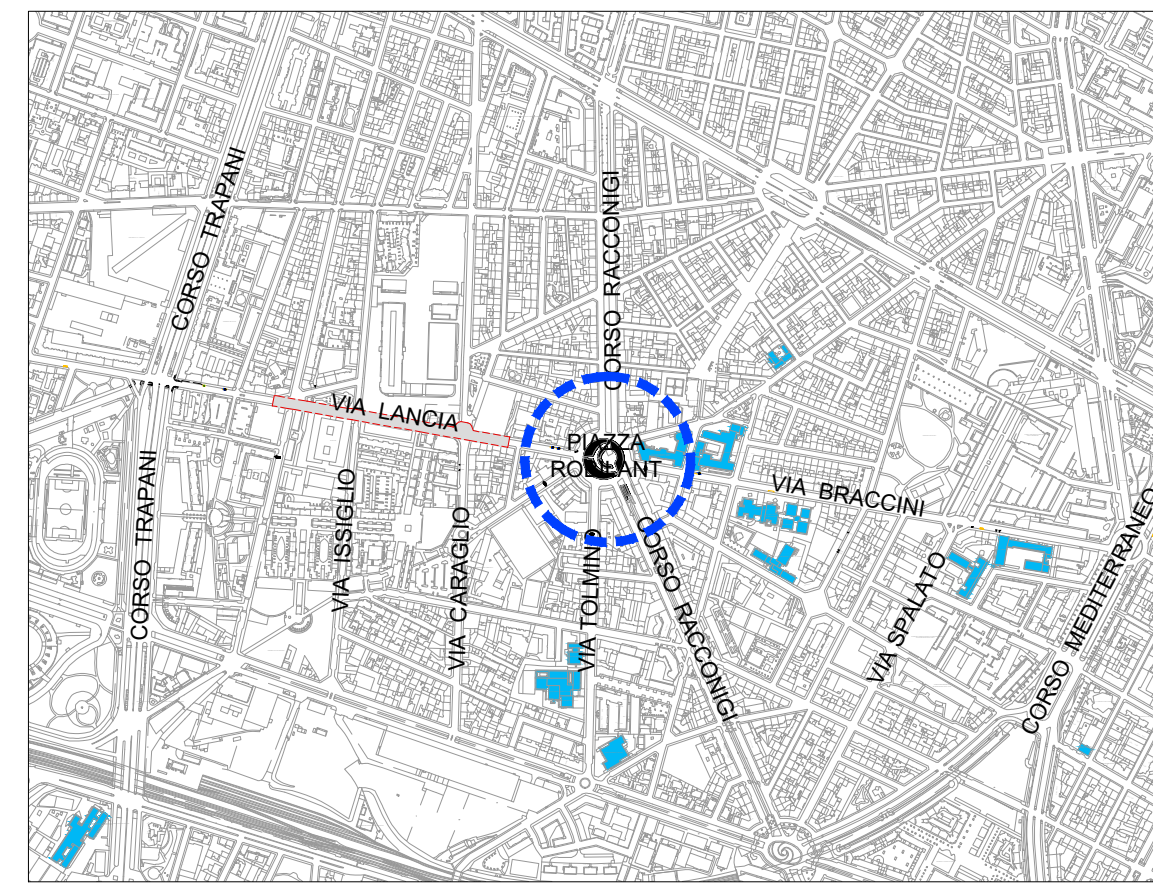 CORSO TRAPANI
CORSO RACCONIGI
VIA LANCIA
PIAZZA
ROBILANT
VIA BRACCINI
CORSO TRAPANI
VIA ISSIGLIO
VIA CARAGLIO
VIA TOLMINO
CORSO RACCONIGI
VIA SPALATO
CORSO MEDITERRANEO